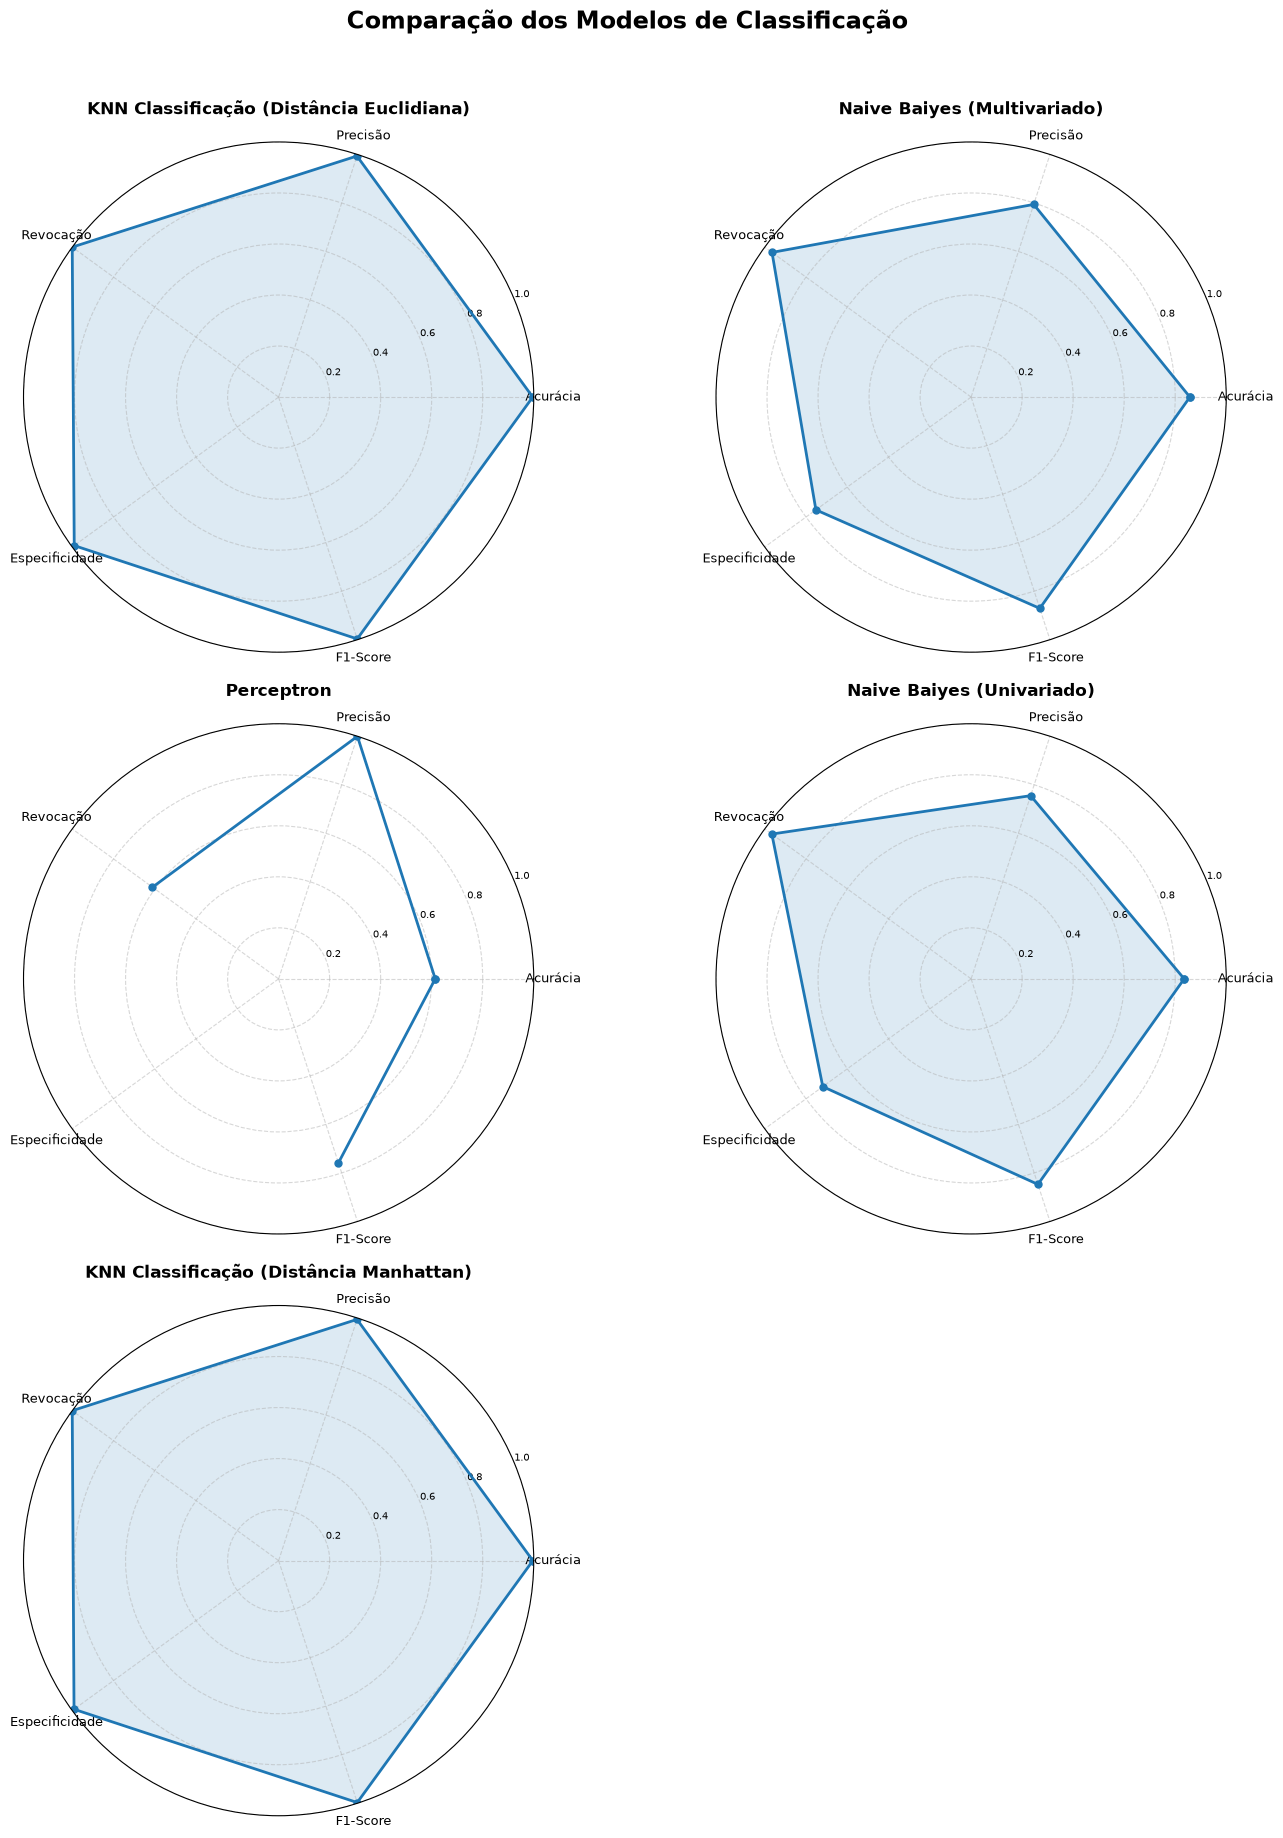 Comparação dos Modelos de Classificação
KNN Classificação (Distância Euclidiana)
Precisão
Revocação
1.0
0.8
0.6
0.4
0.2
Acurácia
Especificidade
F1-Score
Naive Baiyes (Multivariado)
Precisão
Revocação
1.0
0.8
0.6
0.4
0.2
Acurácia
Especificidade
F1-Score
Perceptron
Precisão
Revocação
1.0
0.8
0.6
0.4
0.2
Acurácia
Especificidade
F1-Score
Naive Baiyes (Univariado)
Precisão
Revocação
1.0
0.8
0.6
0.4
0.2
Acurácia
Especificidade
F1-Score
KNN Classificação (Distância Manhattan)
Precisão
Revocação
1.0
0.8
0.6
0.4
0.2
Acurácia
Especificidade
F1-Score